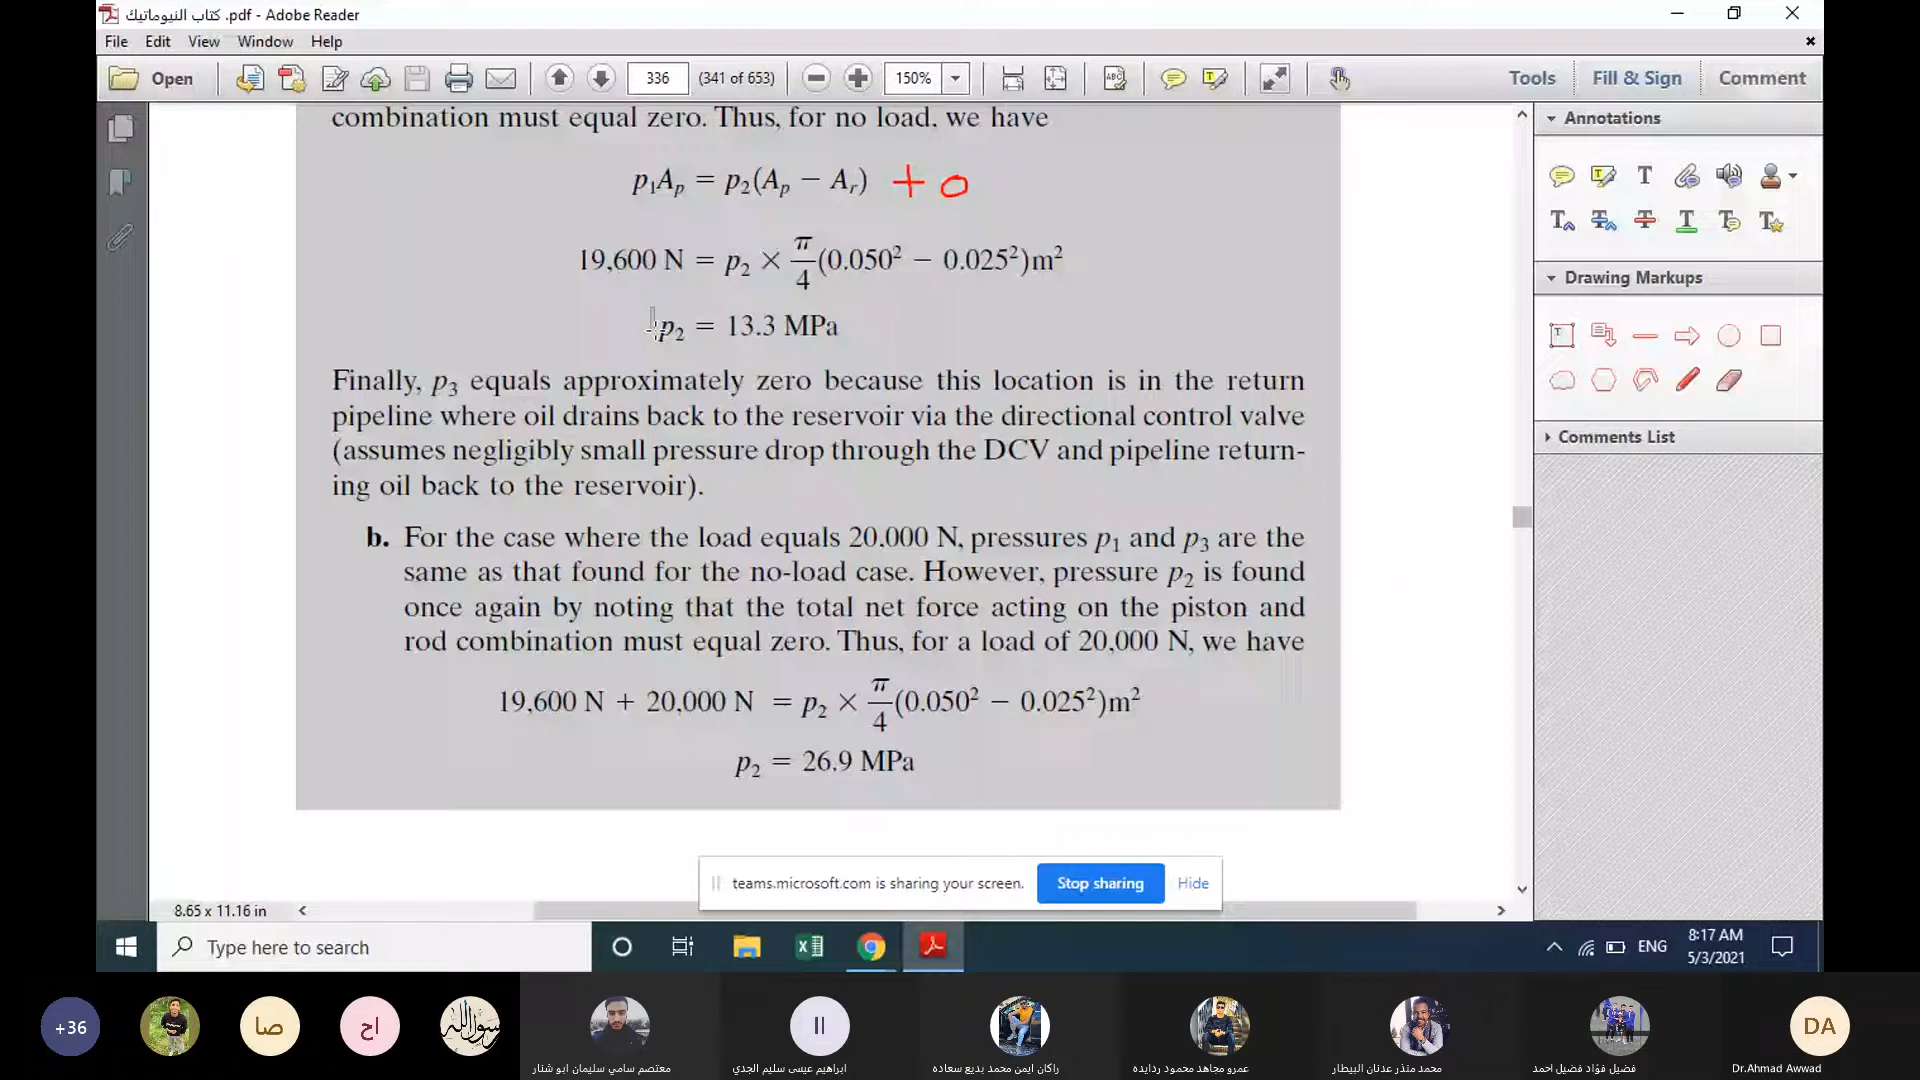 كتاب النيوماتيك .pdf - Adobe Reader
File Edit View Window Help
Open 336 (341 of 653) 150% Tools Fill & Sign Comment
combination must equal zero. Thus, for no load, we have
p₁Aₚ = p₂(Aₚ − Aᵣ) + 0
19,600 N = p₂ × π/4 (0.050² − 0.025²)m²
p₂ = 13.3 MPa
Finally, p₃ equals approximately zero because this location is in the return
pipeline where oil drains back to the reservoir via the directional control valve
(assumes negligibly small pressure drop through the DCV and pipeline return-
ing oil back to the reservoir).
b. For the case where the load equals 20,000 N, pressures p₁ and p₃ are the
same as that found for the no-load case. However, pressure p₂ is found
once again by noting that the total net force acting on the piston and
rod combination must equal zero. Thus, for a load of 20,000 N, we have
19,600 N + 20,000 N = p₂ × π/4 (0.050² − 0.025²)m²
p₂ = 26.9 MPa
Annotations
Drawing Markups
Comments List
teams.microsoft.com is sharing your screen. Stop sharing Hide
8.65 x 11.16 in
Type here to search
ENG
8:17 AM
5/3/2021
+36
صا
اح
DA
معتصم سامي سليمان ابو شنار
ابراهيم عيسى سليم الجدي
راكان ايمن محمد بديع سعاده
عمرو مجاهد محمود ردايده
محمد منذر عدنان البيطار
فضيل فؤاد فضيل احمد
Dr.Ahmad Awwad